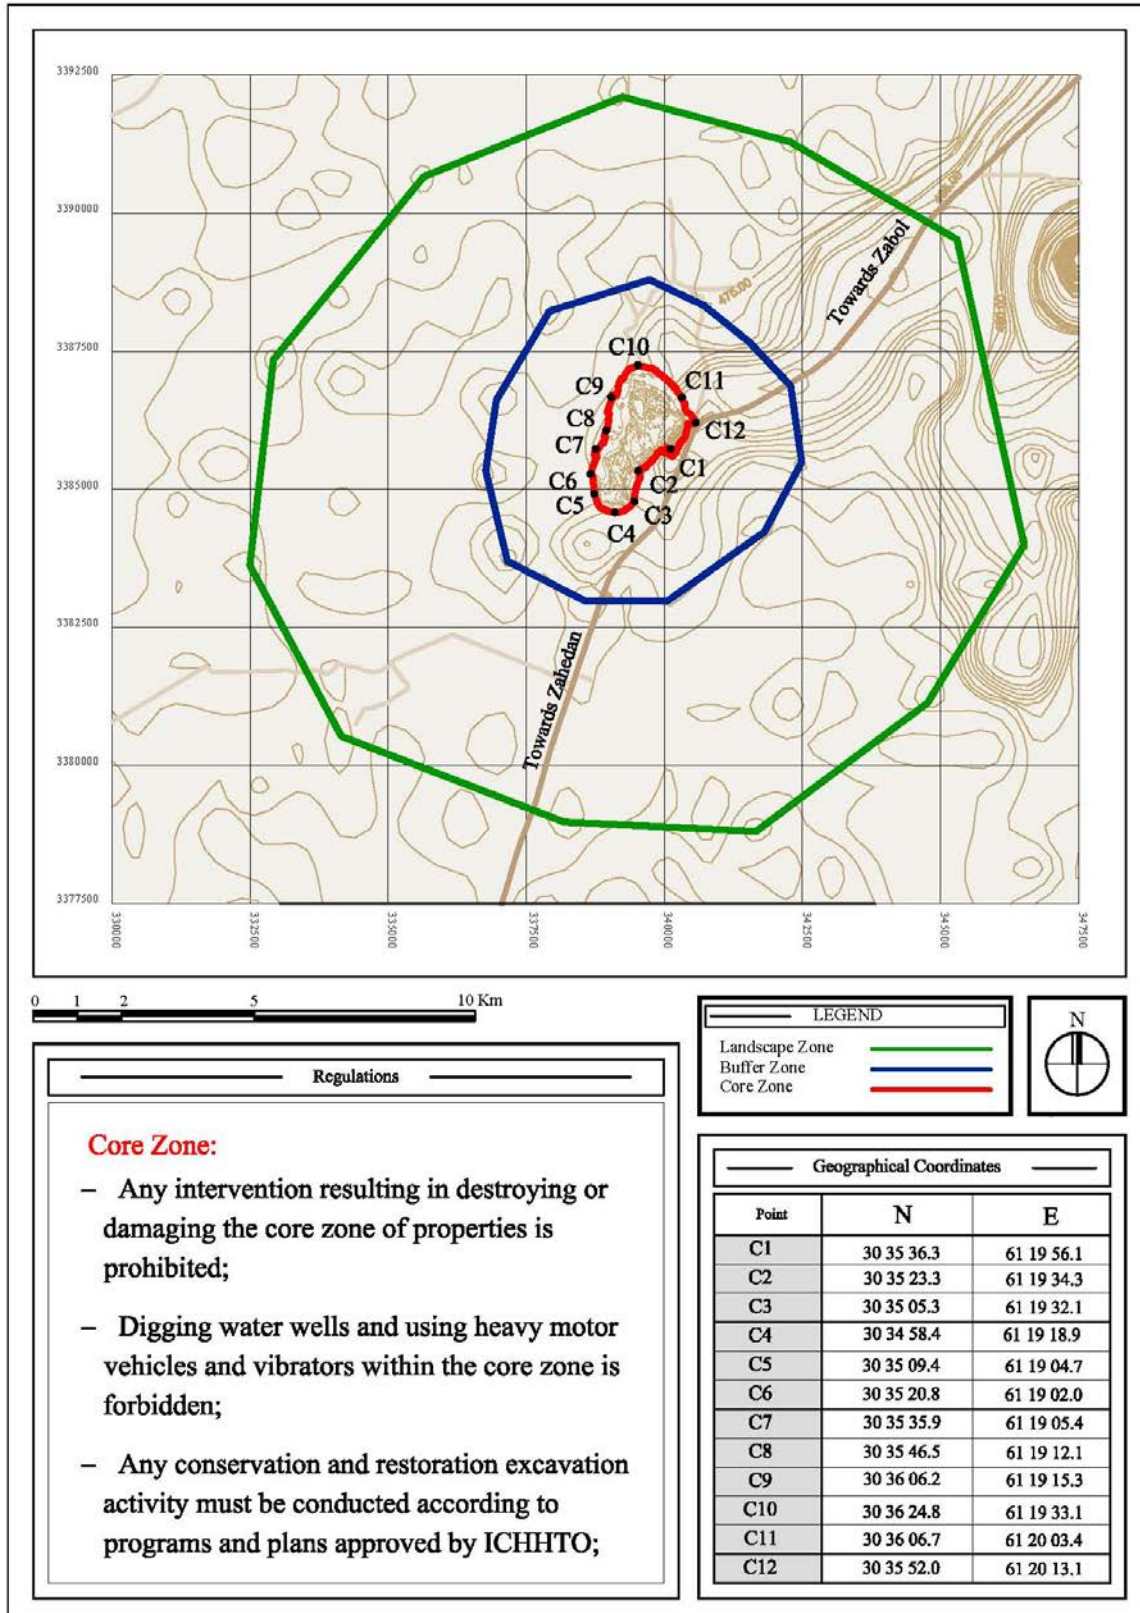 3392500
3390000
3387500
3385000
3382500
3380000
3377500
330000
332500
335000
337500
340000
342500
345000
347500
Towards Zabol
475.00
C10
C9
C11
C8
C12
C7
C1
C6
C2
C5
C3
C4
Towards Zahedan
0 1 2 5 10 Km
LEGEND
Landscape Zone
Buffer Zone
Core Zone
N
Regulations
Core Zone:
– Any intervention resulting in destroying or
damaging the core zone of properties is
prohibited;
– Digging water wells and using heavy motor
vehicles and vibrators within the core zone is
forbidden;
– Any conservation and restoration excavation
activity must be conducted according to
programs and plans approved by ICHHTO;
Geographical Coordinates
Point N E
C1 30 35 36.3 61 19 56.1
C2 30 35 23.3 61 19 34.3
C3 30 35 05.3 61 19 32.1
C4 30 34 58.4 61 19 18.9
C5 30 35 09.4 61 19 04.7
C6 30 35 20.8 61 19 02.0
C7 30 35 35.9 61 19 05.4
C8 30 35 46.5 61 19 12.1
C9 30 36 06.2 61 19 15.3
C10 30 36 24.8 61 19 33.1
C11 30 36 06.7 61 20 03.4
C12 30 35 52.0 61 20 13.1